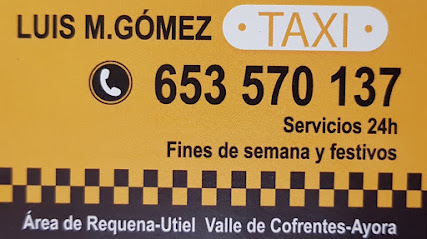 LUIS M.GÓMEZ ·TAXI·
653 570 137
Servicios 24h
Fines de semana y festivos
Área de Requena-Utiel Valle de Cofrentes-Ayora